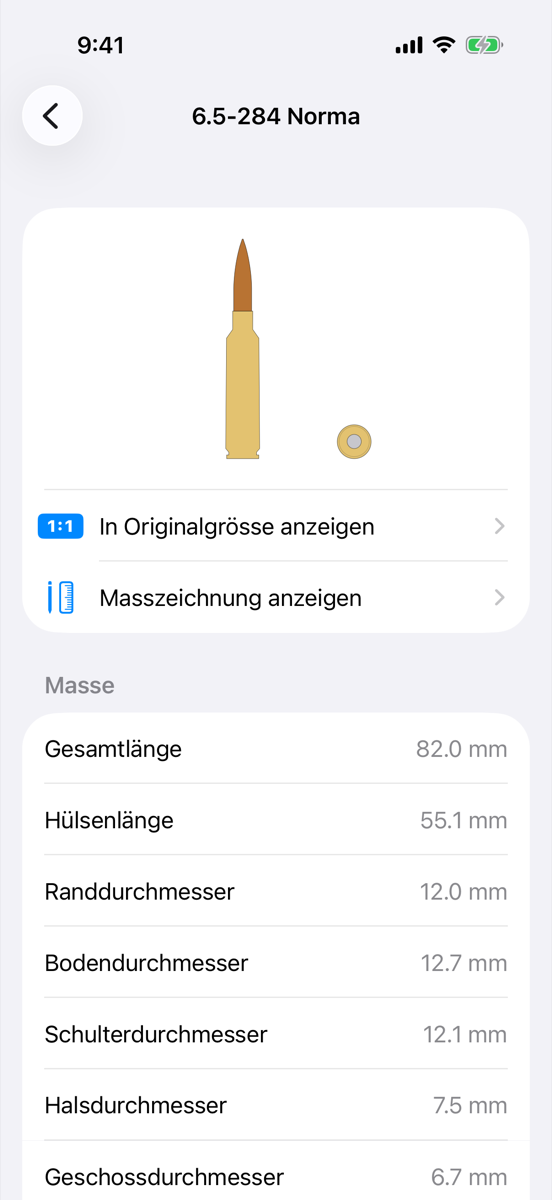 9:41
6.5-284 Norma
1:1 In Originalgrösse anzeigen
Masszeichnung anzeigen
Masse
Gesamtlänge 82.0 mm
Hülsenlänge 55.1 mm
Randdurchmesser 12.0 mm
Bodendurchmesser 12.7 mm
Schulterdurchmesser 12.1 mm
Halsdurchmesser 7.5 mm
Geschossdurchmesser 6.7 mm